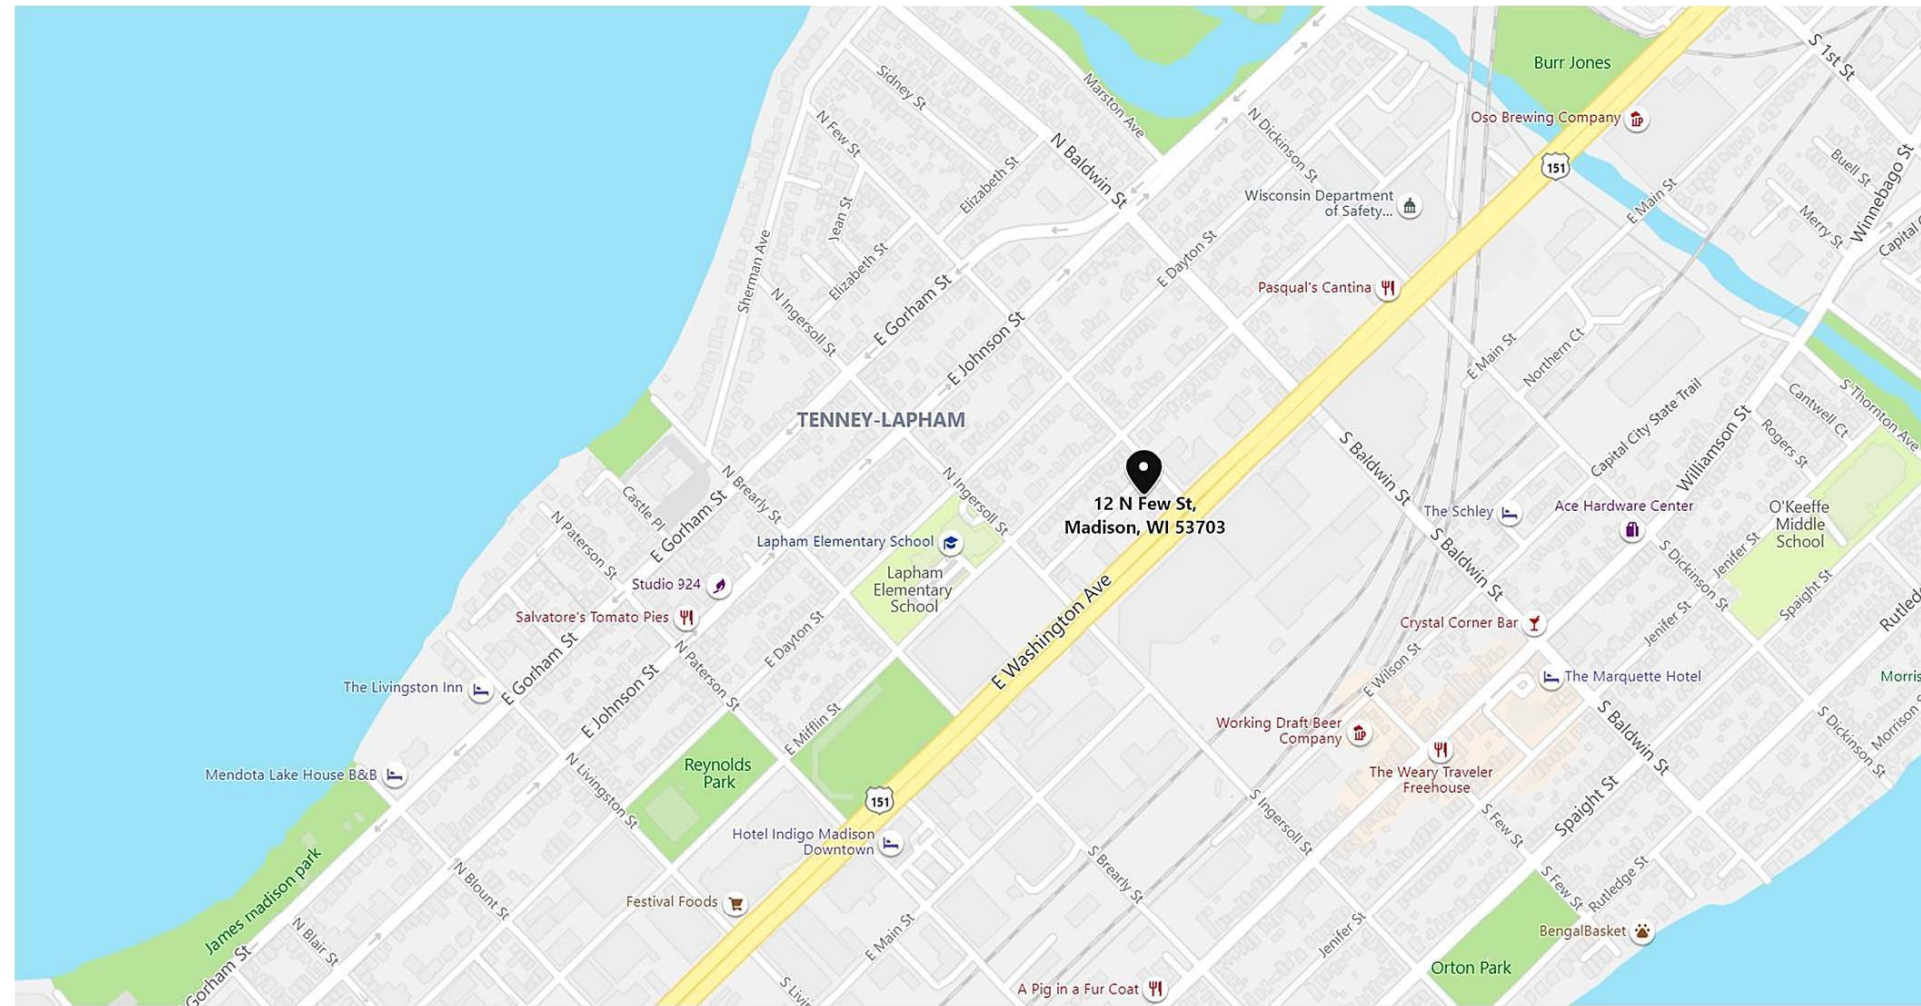 Burr Jones
S 1st St
Sidney St
Marston Ave
N Few St
N Dickinson St
Oso Brewing Company
N Baldwin St
151
Buell St
Winnebago St
Elizabeth St
Wisconsin Department
of Safety...
E Main St
Merry St
Capital
Jean St
Sherman Ave
Elizabeth St
E Dayton St
N Ingersoll St
E Gorham St
Pasqual's Cantina
E Johnson St
E Main St
Northern Ct
S Thornton Ave
Cantwell Ct
Capital City State Trail
Rogers St
Williamson St
TENNEY-LAPHAM
S Baldwin St
N Brearly St
N Ingersoll St
12 N Few St,
Madison, WI 53703
Castle Pl
E Gorham St
N Paterson St
The Schley
Ace Hardware Center
O'Keeffe
Middle
School
Lapham Elementary School
S Baldwin St
S Dickinson St
Jenifer St
Lapham
Elementary
School
Studio 924
Salvatore's Tomato Pies
E Washington Ave
Spaight St
Rutled
Crystal Corner Bar
Jenifer St
E Dayton St
E Gorham St
N Paterson St
E Wilson St
The Marquette Hotel
Morris
The Livingston Inn
E Johnson St
E Mifflin St
Working Draft Beer
Company
S Baldwin St
S Dickinson St
Morrison
Reynolds
Park
Mendota Lake House B&B
N Livingston St
The Weary Traveler
Freehouse
151
Spaight St
Hotel Indigo Madison
Downtown
S Ingersoll St
S Few St
James madison park
N Blount St
S Brearly St
S Few St
Rutledge St
Festival Foods
N Blair St
E Main St
Jenifer St
BengalBasket
Gorham St
S Livin
A Pig in a Fur Coat
Orton Park